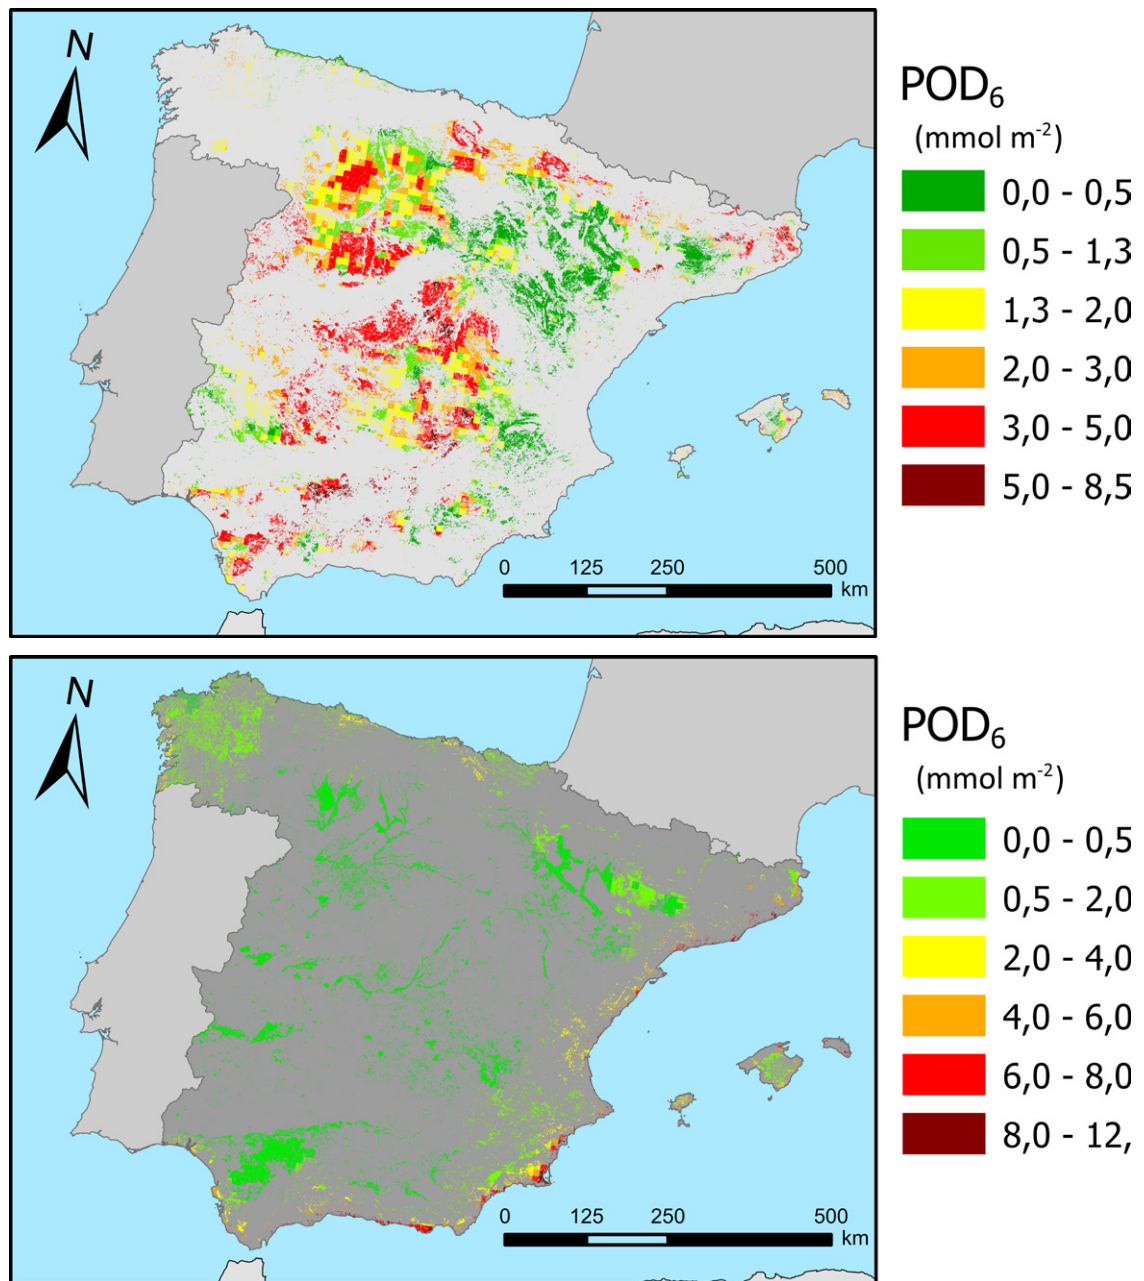 N
POD₆
(mmol m⁻²)
0,0 - 0,5
0,5 - 1,3
1,3 - 2,0
2,0 - 3,0
3,0 - 5,0
5,0 - 8,5
0 125 250 500
km
N
POD₆
(mmol m⁻²)
0,0 - 0,5
0,5 - 2,0
2,0 - 4,0
4,0 - 6,0
6,0 - 8,0
8,0 - 12,
0 125 250 500
km